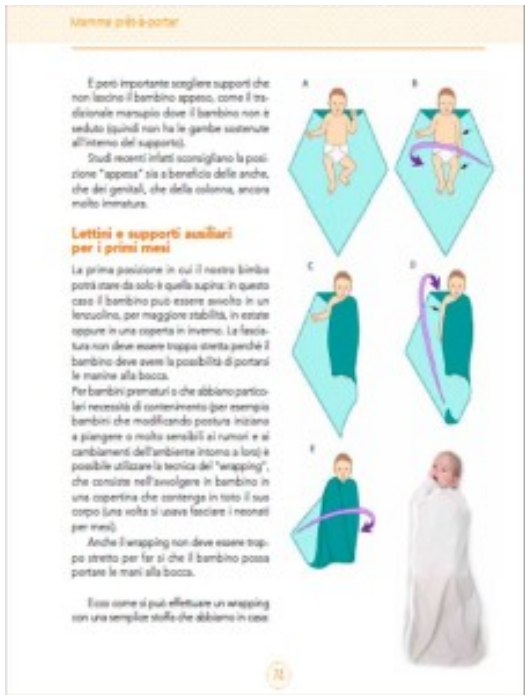 Mamme prêt-à-porter
È però importante scegliere supporti che
non lascino il bambino appeso, come il tra-
dizionale marsupio dove il bambino non è
seduto (quindi non ha le gambe sostenute
all'interno del supporto).
Studi recenti infatti sconsigliano la posi-
zione "appesa" sia a beneficio delle anche,
che dei genitali, che della colonna, ancora
molto immatura.
Lettini e supporti ausiliari
per i primi mesi
La prima posizione in cui il nostro bimbo
potrà stare da solo è quella supina: in questo
caso il bambino può essere avvolto in un
lenzuolino, per maggiore stabilità, in estate
oppure in una coperta in inverno. La fascia-
tura non deve essere troppo stretta perché il
bambino deve avere la possibilità di portarsi
le manine alla bocca.
Per bambini prematuri o che abbiano partico-
lari necessità di contenimento (per esempio
bambini che modificando postura iniziano
a piangere o molto sensibili ai rumori e ai
cambiamenti dell'ambiente intorno a loro) è
possibile utilizzare la tecnica del "wrapping",
che consiste nell'avvolgere in bambino in
una copertina che contenga in toto il suo
corpo (una volta si usava fasciare i neonati
per mesi).
Anche il wrapping non deve essere trop-
po stretto per far sì che il bambino possa
portare le mani alla bocca.
Ecco come si può effettuare un wrapping
con una semplice stoffa che abbiamo in casa:
A
B
C
D
E